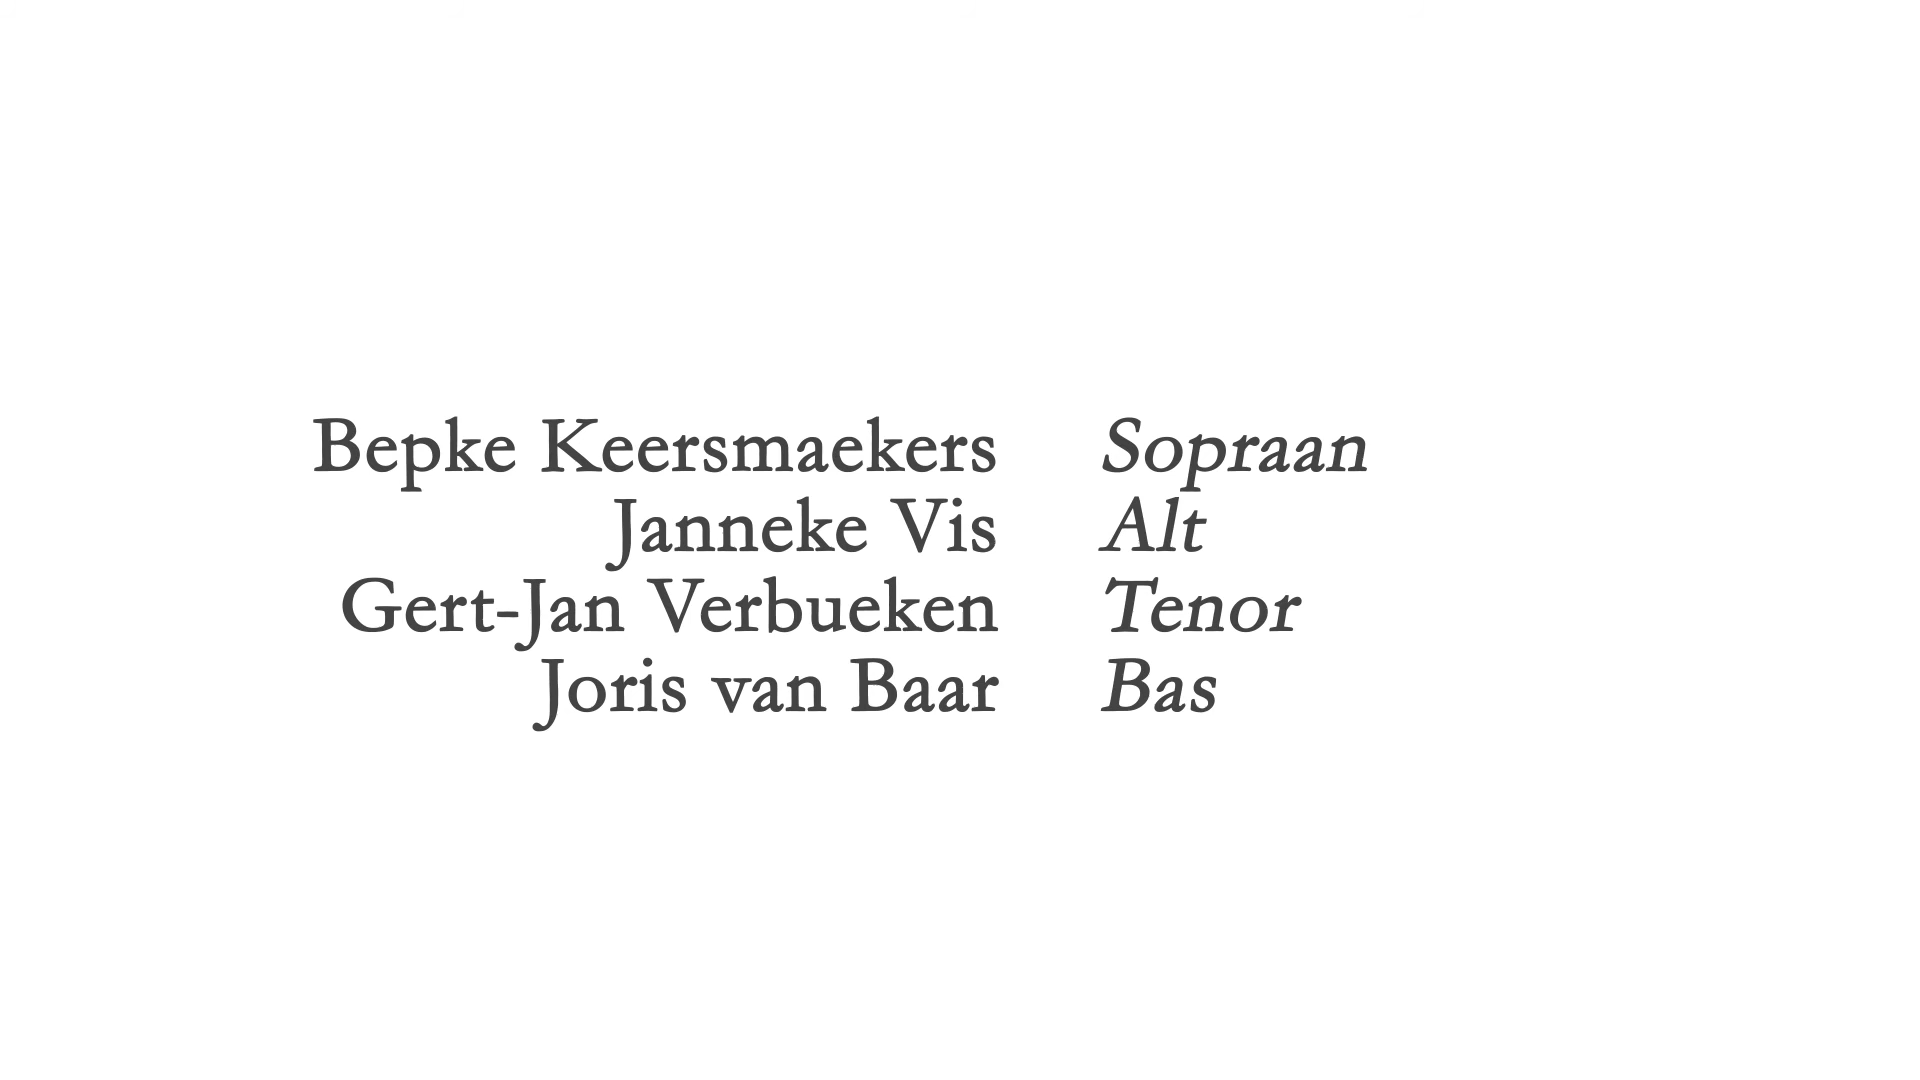 Bepke Keersmaekers Sopraan
Janneke Vis Alt
Gert-Jan Verbueken Tenor
Joris van Baar Bas